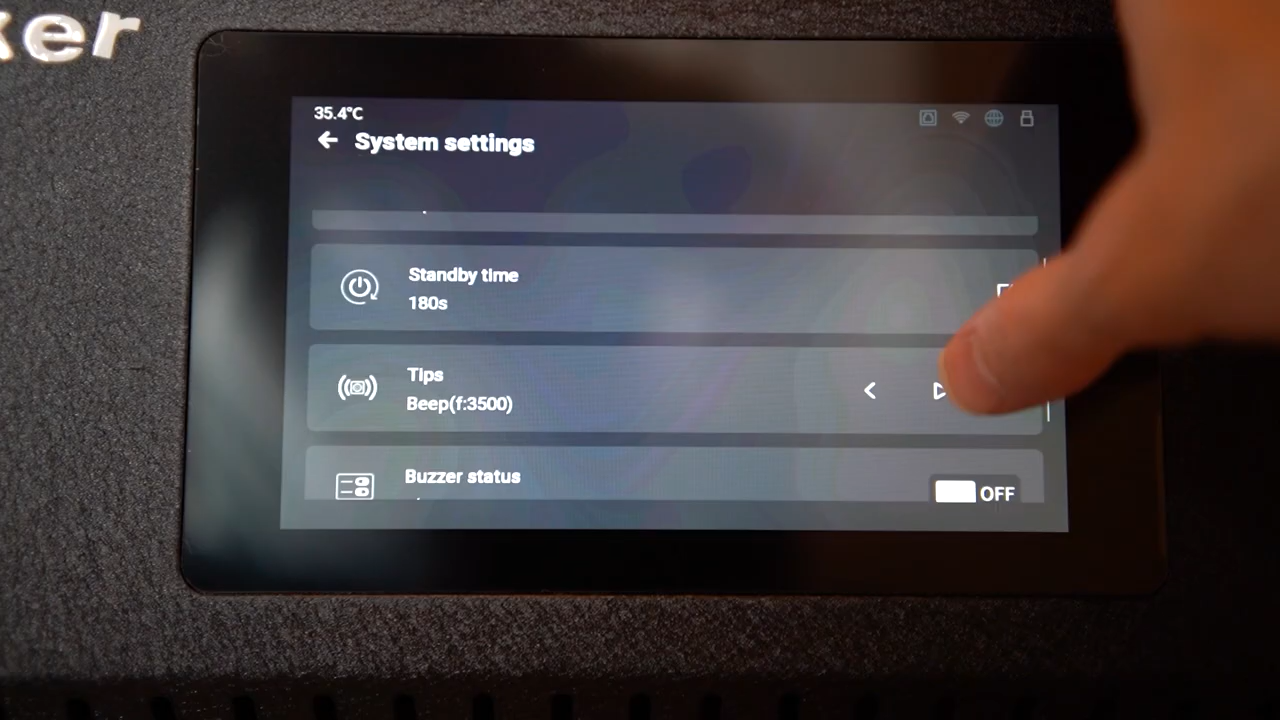 ker
35.4°C
System settings
Standby time
180s
Tips
Beep(f:3500)
Buzzer status
OFF